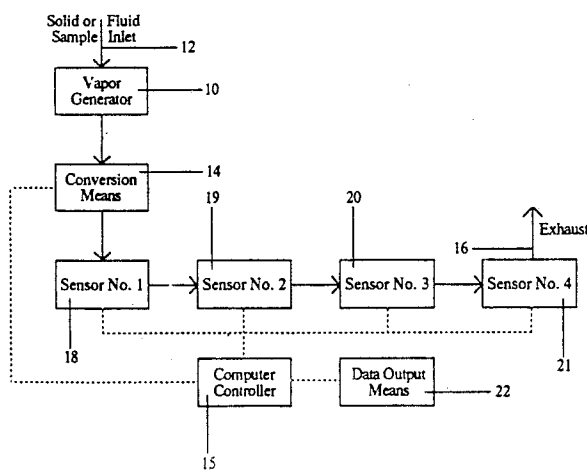 Solid or Fluid
Sample Inlet
12
Vapor
Generator
10
14
Conversion
Means
19
20
16
Exhaust
Sensor No. 1
Sensor No. 2
Sensor No. 3
Sensor No. 4
18
21
Computer
Controller
Data Output
Means
22
15